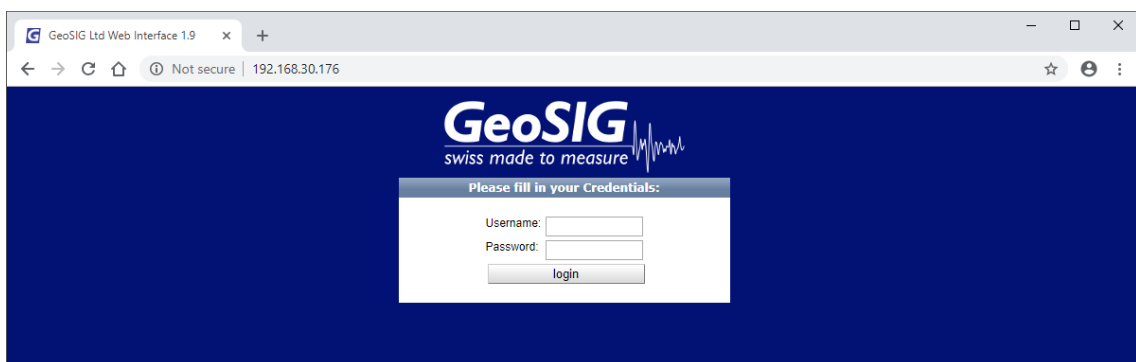 GeoSIG Ltd Web Interface 1.9
Not secure | 192.168.30.176
GeoSIG
swiss made to measure
Please fill in your Credentials:
Username:
Password:
login